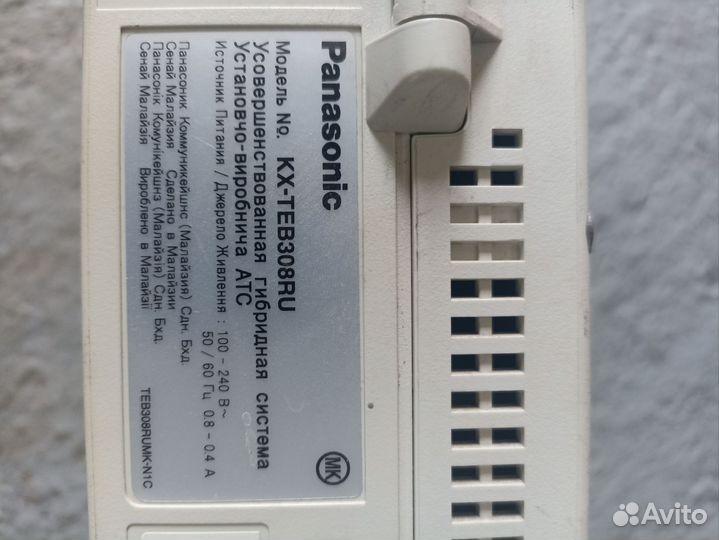 Panasonic
Модель No. KX-TEB308RU
Усовершенствованная гибридная система
Установчо-виробнича АТС
Источник Питания / Джерело Живлення : 100 - 240 В~
50 / 60 Гц 0.8 - 0.4 А
Панасоник Коммуникейшнс (Малайзия) Сдн. Бхд.
Сенай Малайзия Сделано в Малайзии
Панасонік Комунікейшнз (Малайзія) Сдн. Бхд.
Сенай Малайзія Вироблено в Малайзії
TEB308RUMK-N1C
MK
Avito